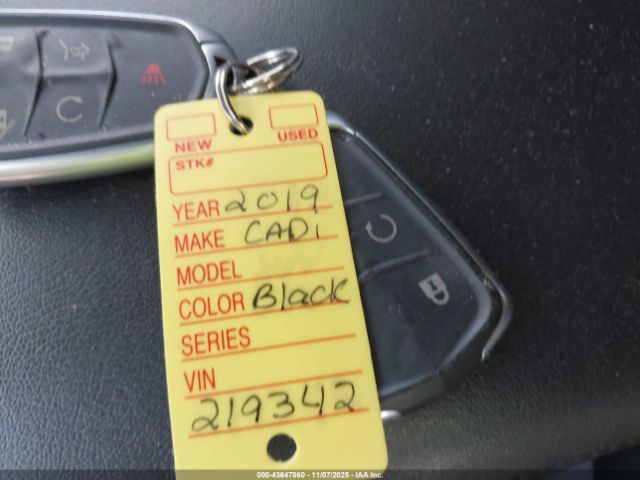 NEW USED
STK#
YEAR 2019
MAKE CADI
MODEL
COLOR Black
SERIES
VIN
219342
000-43647860 - 11/07/2025 - IAA Inc.